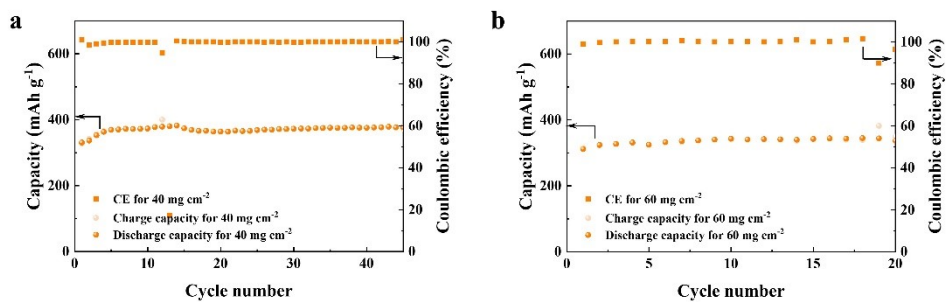 a
Capacity (mAh g⁻¹)
600
400
200
0
CE for 40 mg cm⁻²
Charge capacity for 40 mg cm⁻²
Discharge capacity for 40 mg cm⁻²
0 10 20 30 40
Cycle number
100
80
60
40
20
0
Coulombic efficiency (%)
b
Capacity (mAh g⁻¹)
600
400
200
0
CE for 60 mg cm⁻²
Charge capacity for 60 mg cm⁻²
Discharge capacity for 60 mg cm⁻²
0 5 10 15 20
Cycle number
100
80
60
40
20
0
Coulombic efficiency (%)